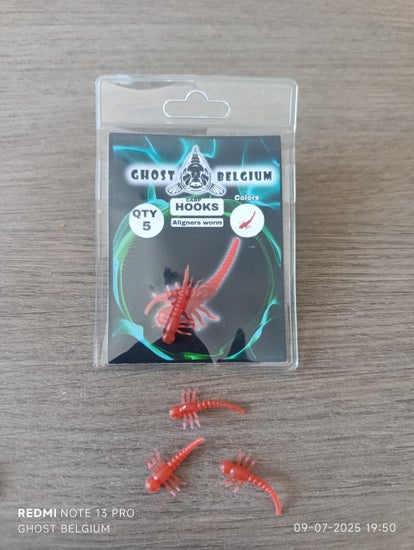 GHOST BELGIUM
CARP
HOOKS
Colors
QTY
5
Aligners worm
REDMI NOTE 13 PRO
GHOST BELGIUM
09-07-2025 19:50